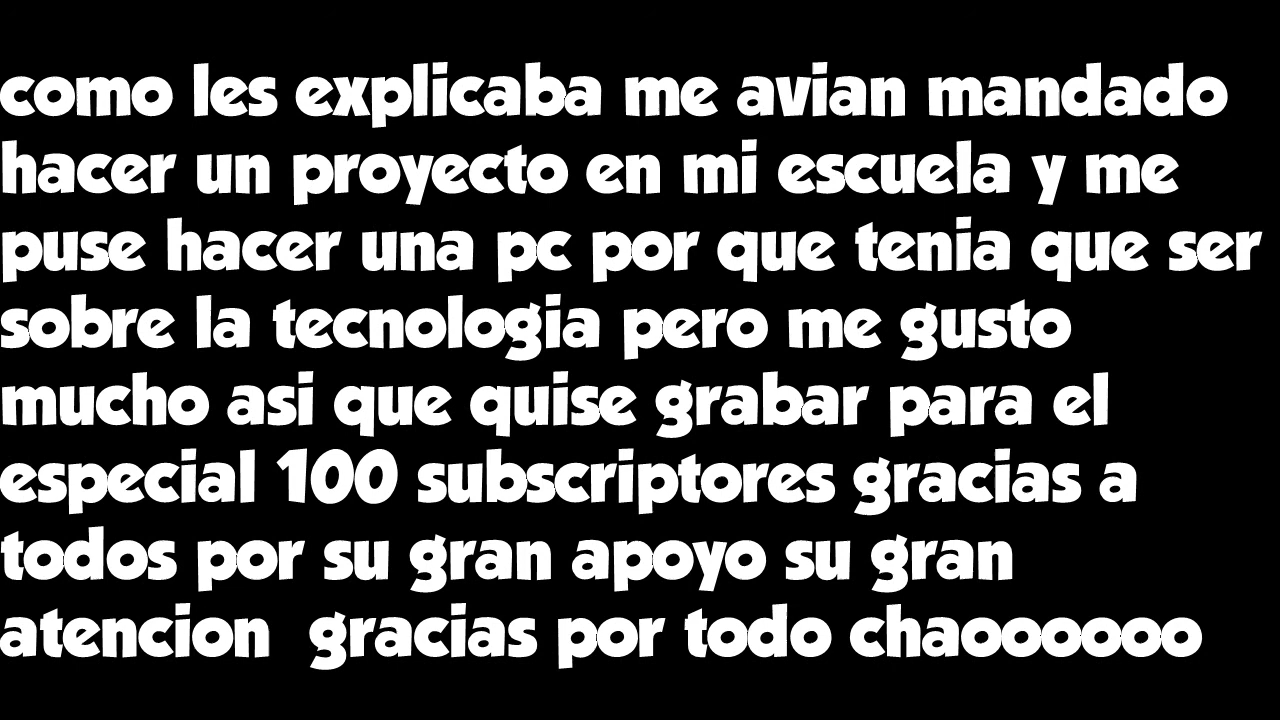 como les explicaba me avian mandado
hacer un proyecto en mi escuela y me
puse hacer una pc por que tenia que ser
sobre la tecnologia pero me gusto
mucho asi que quise grabar para el
especial 100 subscriptores gracias a
todos por su gran apoyo su gran
atencion  gracias por todo chaoooooo